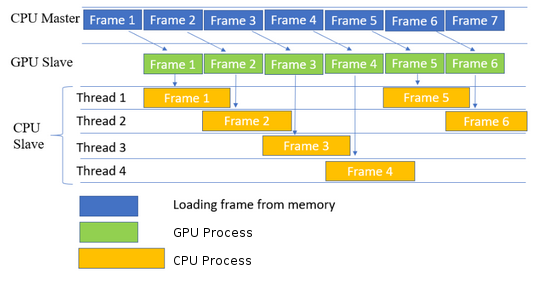 CPU Master Frame 1 Frame 2 Frame 3 Frame 4 Frame 5 Frame 6 Frame 7
GPU Slave Frame 1 Frame 2 Frame 3 Frame 4 Frame 5 Frame 6
CPU Slave
Thread 1 Frame 1 Frame 5
Thread 2 Frame 2 Frame 6
Thread 3 Frame 3
Thread 4 Frame 4
Loading frame from memory
GPU Process
CPU Process